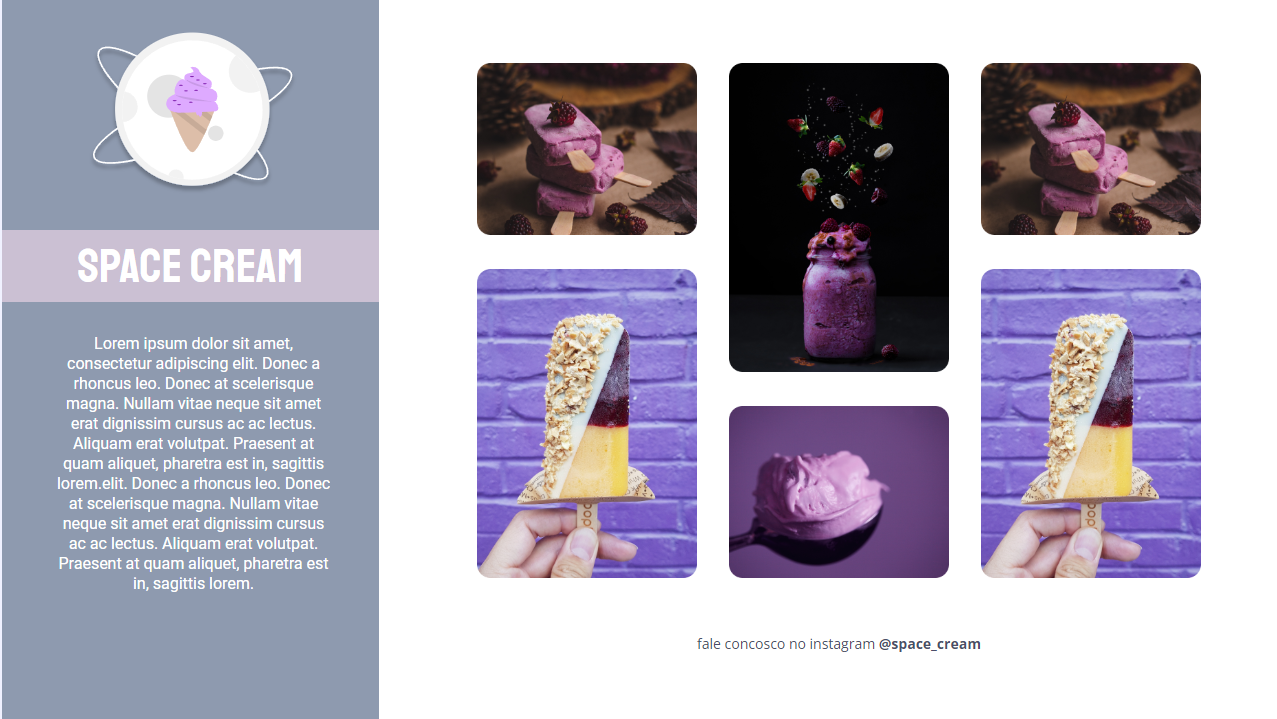 SPACE CREAM
Lorem ipsum dolor sit amet,
consectetur adipiscing elit. Donec a
rhoncus leo. Donec at scelerisque
magna. Nullam vitae neque sit amet
erat dignissim cursus ac ac lectus.
Aliquam erat volutpat. Praesent at
quam aliquet, pharetra est in, sagittis
lorem.elit. Donec a rhoncus leo. Donec
at scelerisque magna. Nullam vitae
neque sit amet erat dignissim cursus
ac ac lectus. Aliquam erat volutpat.
Praesent at quam aliquet, pharetra est
in, sagittis lorem.
fale concosco no instagram @space_cream